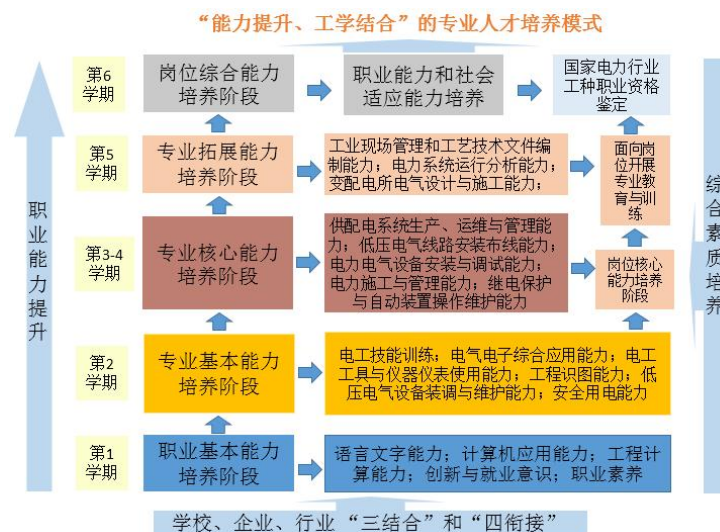 “能力提升、工学结合”的专业人才培养模式
第6
学期
岗位综合能力
培养阶段
职业能力和社会
适应能力培养
国家电力行业
工种职业资格
鉴定
第5
学期
专业拓展能力
培养阶段
工业现场管理和工艺技术文件编
制能力；电力系统运行分析能力；
变配电所电气设计与施工能力；
面向岗
位开展
专业教
育与训
练
第3-4
学期
专业核心能力
培养阶段
供配电系统生产、运维与管理能
力；低压电气线路安装布线能力；
电力电气设备安装与调试能力；
电力施工与管理能力；继电保护
与自动装置操作维护能力
岗位核心
能力培养
阶段
第2
学期
专业基本能力
培养阶段
电工技能训练；电气电子综合应用能力；电工
工具与仪器仪表使用能力；工程识图能力；低
压电气设备装调与维护能力；安全用电能力
第1
学期
职业基本能力
培养阶段
语言文字能力；计算机应用能力；工程计
算能力；创新与就业意识；职业素养
职业能力提升
综合素质培养
学校、企业、行业 “三结合”和“四衔接”